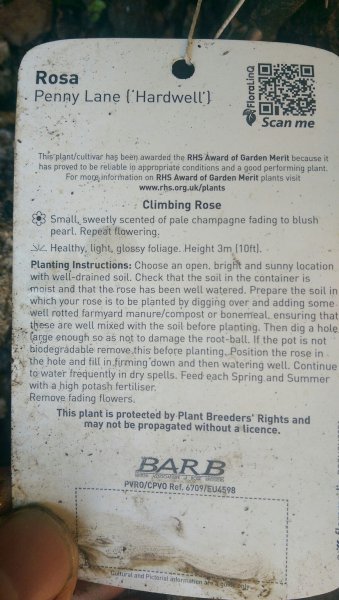 Rosa
Penny Lane ('Hardwell')
FloralinQ
Scan me
This plant/cultivar has been awarded the RHS Award of Garden Merit because it
has proved to be reliable in appropriate conditions and a good performing plant.
For more information on RHS Award of Garden Merit plants visit
www.rhs.org.uk/plants
Climbing Rose
Small, sweetly scented of pale champagne fading to blush
pearl. Repeat flowering.
Healthy, light, glossy foliage. Height 3m (10ft).
Planting Instructions: Choose an open, bright and sunny location
with well-drained soil. Check that the soil in the container is
moist and that the rose has been well watered. Prepare the soil in
which your rose is to be planted by digging over and adding some
well rotted farmyard manure/compost or bonemeal, ensuring that
these are well mixed with the soil before planting. Then dig a hole
large enough so as not to damage the root-ball. If the pot is not
biodegradable remove this before planting. Position the rose in
the hole and fill in firming down and then watering well. Continue
to water frequently in dry spells. Feed each Spring and Summer
with a high potash fertiliser.
Remove fading flowers.
This plant is protected by Plant Breeders' Rights and
may not be propagated without a licence.
BARB
PVRO/CPVO Ref. 6709/EU4598
Cultural and Pictorial information